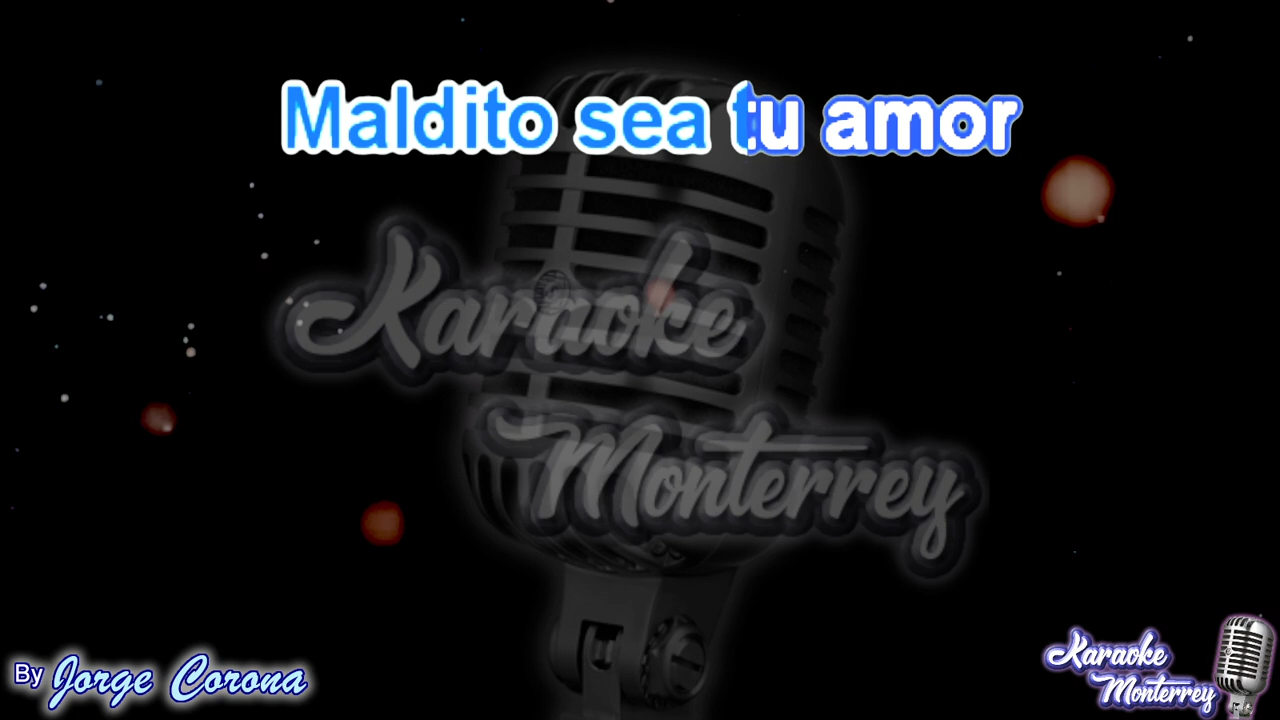 Maldito sea tu amor
Karaoke
Monterrey
By Jorge Corona
Karaoke
Monterrey